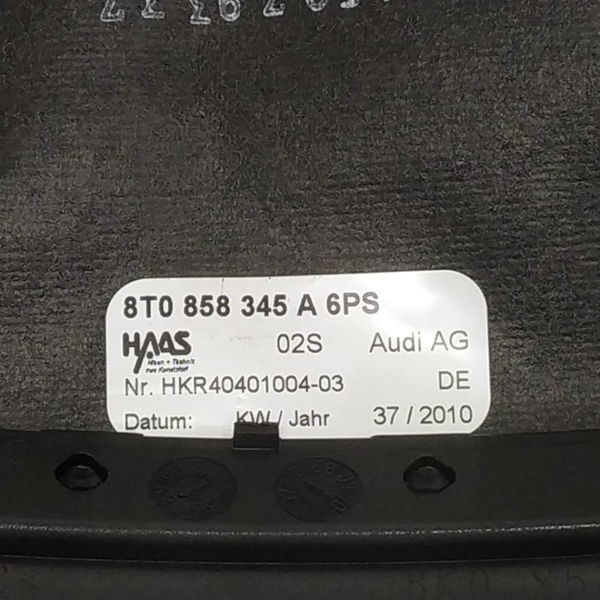 8T0 858 345 A 6PS
HAAS 02S Audi AG
Nr. HKR40401004-03 DE
Datum: KW / Jahr 37 / 2010